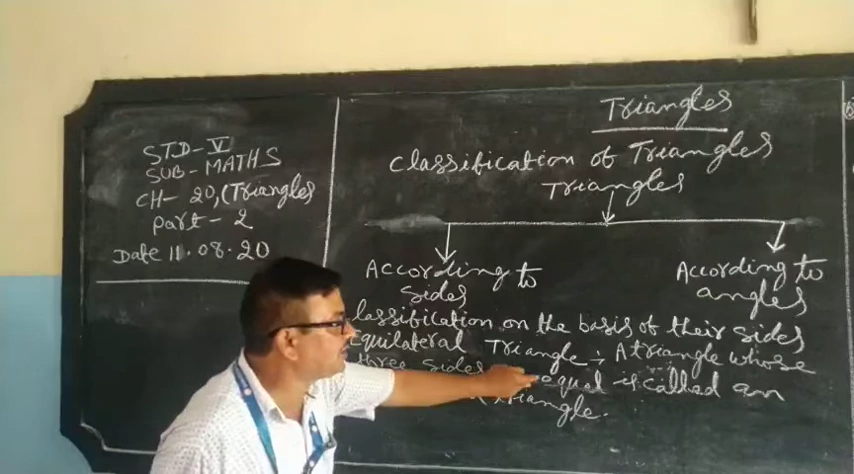 STD-V
SUB-MATHS
CH-20,(Triangles
Part-2
Date 11.08.20
Triangles
classification of Triangles
Triangles
According to
sides
According to
angles
lassification on the basis of their sides
quilateral Triangle ÷ A triangle whose
three sides equal is called an
triangle.